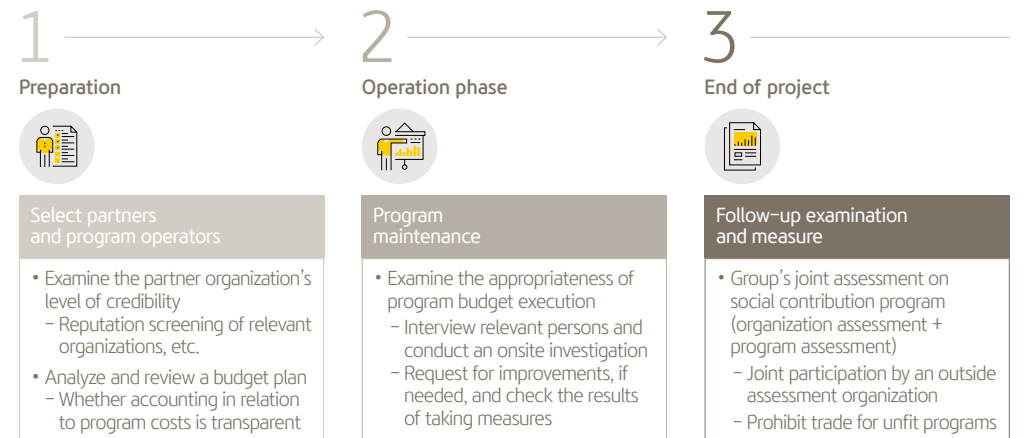 1
Preparation
Select partners
and program operators
• Examine the partner organization's
level of credibility
– Reputation screening of relevant
organizations, etc.
• Analyze and review a budget plan
– Whether accounting in relation
to program costs is transparent
2
Operation phase
Program
maintenance
• Examine the appropriateness of
program budget execution
– Interview relevant persons and
conduct an onsite investigation
– Request for improvements, if
needed, and check the results
of taking measures
3
End of project
Follow-up examination
and measure
• Group's joint assessment on
social contribution program
(organization assessment +
program assessment)
– Joint participation by an outside
assessment organization
– Prohibit trade for unfit programs